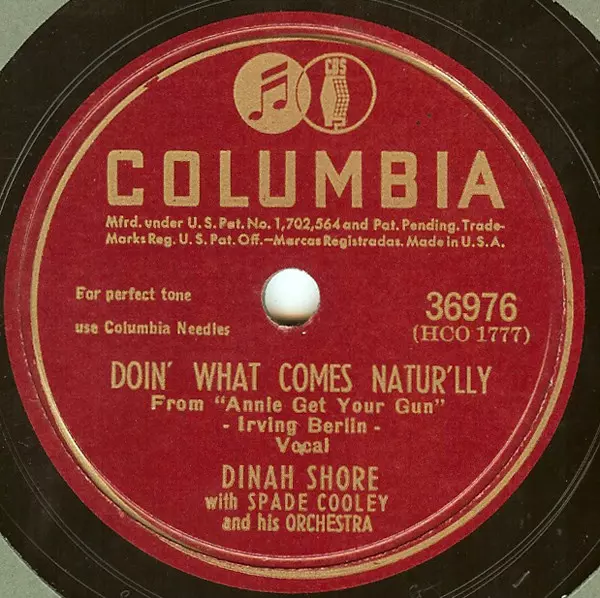 CBS
COLUMBIA
Mfrd. under U.S. Pat. No. 1,702,564 and Pat. Pending. Trade-
Marks Reg. U.S. Pat. Off.—Marcas Registradas. Made in U.S.A.
For perfect tone
use Columbia Needles
36976
(HCO 1777)
DOIN' WHAT COMES NATUR'LLY
From "Annie Get Your Gun"
- Irving Berlin -
Vocal
DINAH SHORE
with SPADE COOLEY
and his ORCHESTRA